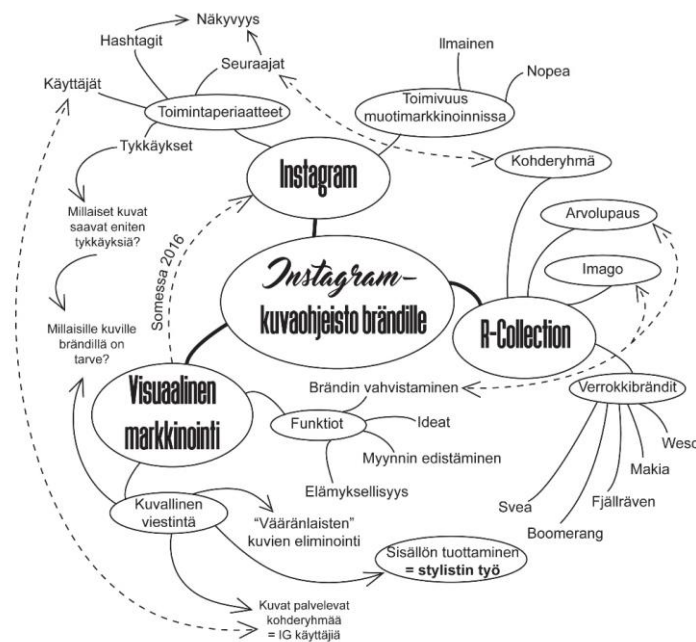 Näkyvyys
Hashtagit
Seuraajat
Käyttäjät
Toimintaperiaatteet
Tykkäykset
Ilmainen
Nopea
Toimivuus
muotimarkkinoinnissa
Instagram
Kohderyhmä
Arvolupaus
Imago
Millaiset kuvat
saavat eniten
tykkäyksiä?
Somessa 2016
Instagram–
kuvaohjeisto brändille
R-Collection
Millaisille kuville
brändillä on
tarve?
Visuaalinen
markkinointi
Brändin vahvistaminen
Funktiot
Ideat
Myynnin edistäminen
Elämyksellisyys
Verrokkibrändit
Wesc
Makia
Fjällräven
Boomerang
Svea
Kuvallinen
viestintä
“Vääränlaisten”
kuvien eliminointi
Sisällön tuottaminen
= stylistin työ
Kuvat palvelevat
kohderyhmää
= IG käyttäjiä